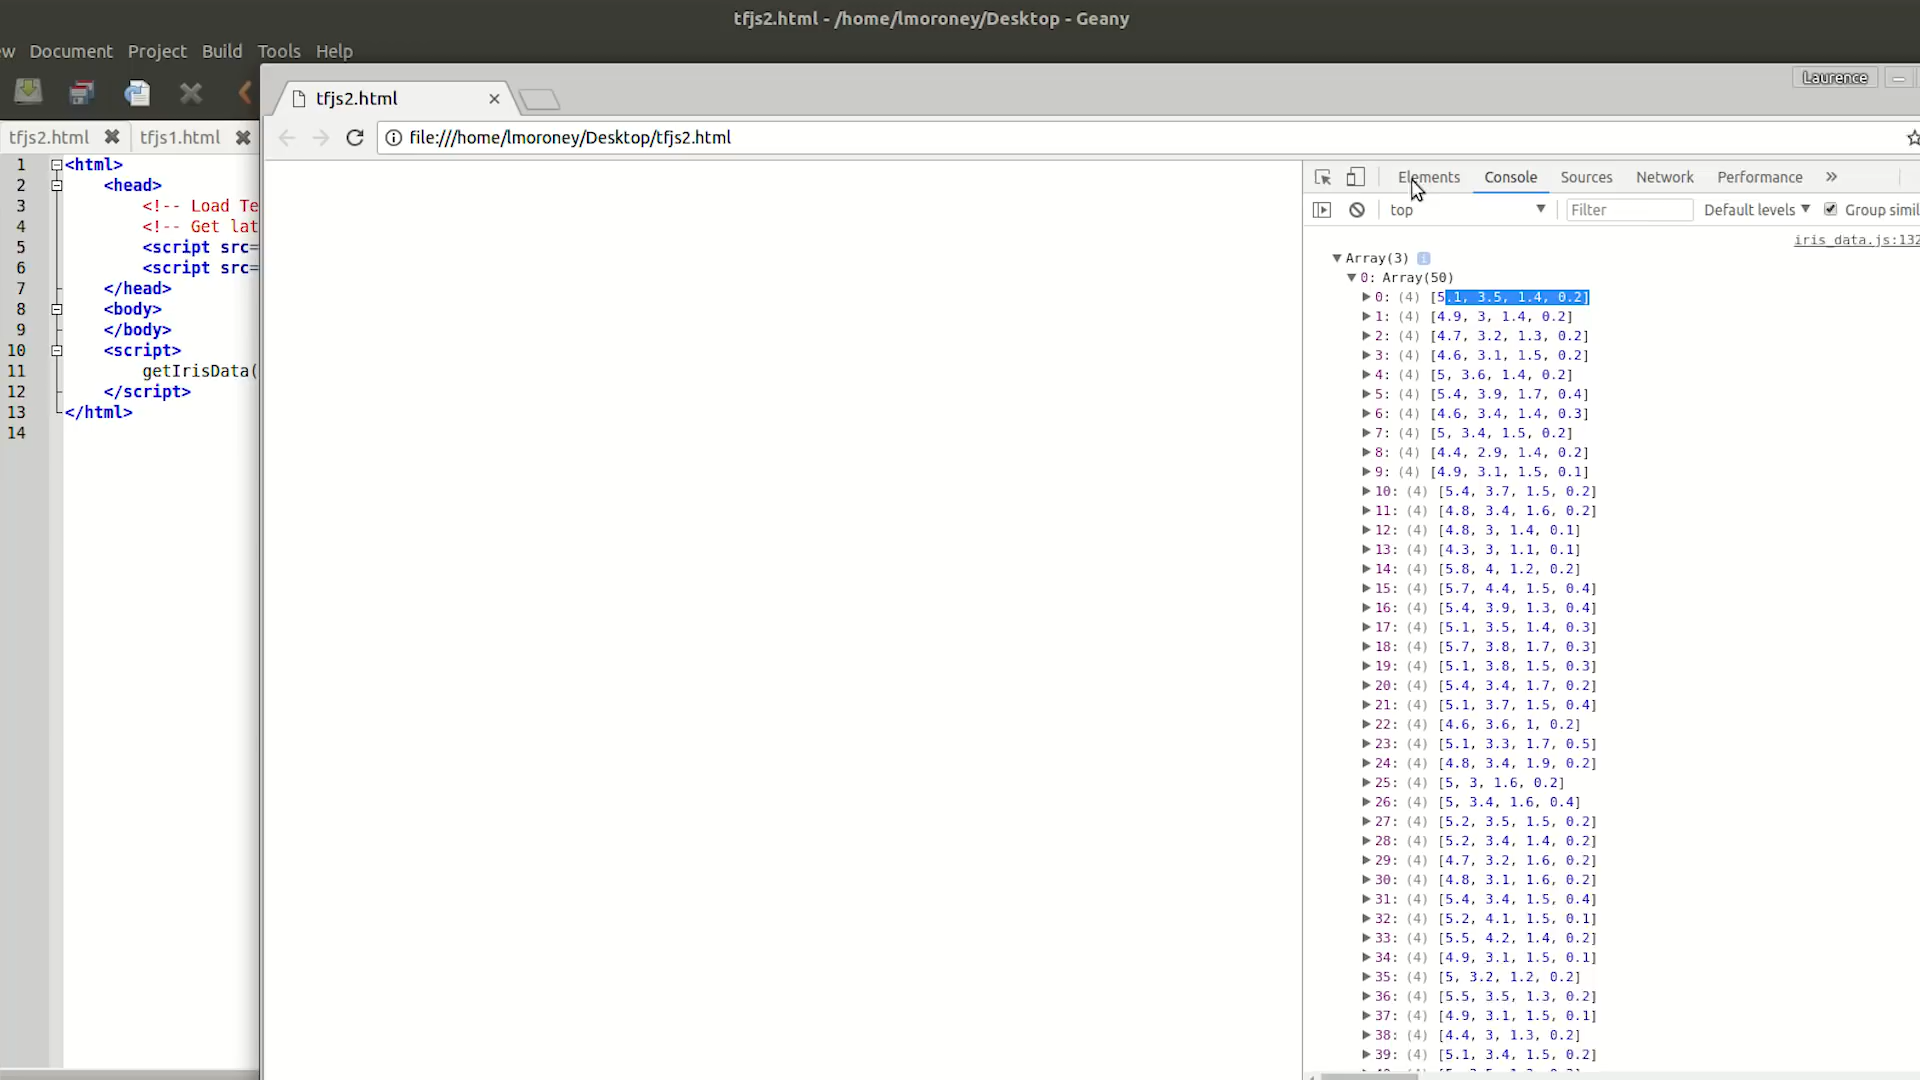 tfjs2.html - /home/lmoroney/Desktop - Geany
ew Document Project Build Tools Help
Laurence
tfjs2.html
tfjs2.html tfjs1.html
file:///home/lmoroney/Desktop/tfjs2.html
1 <html>
2 <head>
3 <!-- Load Te
4 <!-- Get lat
5 <script src=
6 <script src=
7 </head>
8 <body>
9 </body>
10 <script>
11 getIrisData(
12 </script>
13 </html>
14
Elements Console Sources Network Performance »
top Filter Default levels Group simil
iris_data.js:132
Array(3) i
0: Array(50)
0: (4) [5.1, 3.5, 1.4, 0.2]
1: (4) [4.9, 3, 1.4, 0.2]
2: (4) [4.7, 3.2, 1.3, 0.2]
3: (4) [4.6, 3.1, 1.5, 0.2]
4: (4) [5, 3.6, 1.4, 0.2]
5: (4) [5.4, 3.9, 1.7, 0.4]
6: (4) [4.6, 3.4, 1.4, 0.3]
7: (4) [5, 3.4, 1.5, 0.2]
8: (4) [4.4, 2.9, 1.4, 0.2]
9: (4) [4.9, 3.1, 1.5, 0.1]
10: (4) [5.4, 3.7, 1.5, 0.2]
11: (4) [4.8, 3.4, 1.6, 0.2]
12: (4) [4.8, 3, 1.4, 0.1]
13: (4) [4.3, 3, 1.1, 0.1]
14: (4) [5.8, 4, 1.2, 0.2]
15: (4) [5.7, 4.4, 1.5, 0.4]
16: (4) [5.4, 3.9, 1.3, 0.4]
17: (4) [5.1, 3.5, 1.4, 0.3]
18: (4) [5.7, 3.8, 1.7, 0.3]
19: (4) [5.1, 3.8, 1.5, 0.3]
20: (4) [5.4, 3.4, 1.7, 0.2]
21: (4) [5.1, 3.7, 1.5, 0.4]
22: (4) [4.6, 3.6, 1, 0.2]
23: (4) [5.1, 3.3, 1.7, 0.5]
24: (4) [4.8, 3.4, 1.9, 0.2]
25: (4) [5, 3, 1.6, 0.2]
26: (4) [5, 3.4, 1.6, 0.4]
27: (4) [5.2, 3.5, 1.5, 0.2]
28: (4) [5.2, 3.4, 1.4, 0.2]
29: (4) [4.7, 3.2, 1.6, 0.2]
30: (4) [4.8, 3.1, 1.6, 0.2]
31: (4) [5.4, 3.4, 1.5, 0.4]
32: (4) [5.2, 4.1, 1.5, 0.1]
33: (4) [5.5, 4.2, 1.4, 0.2]
34: (4) [4.9, 3.1, 1.5, 0.1]
35: (4) [5, 3.2, 1.2, 0.2]
36: (4) [5.5, 3.5, 1.3, 0.2]
37: (4) [4.9, 3.1, 1.5, 0.1]
38: (4) [4.4, 3, 1.3, 0.2]
39: (4) [5.1, 3.4, 1.5, 0.2]